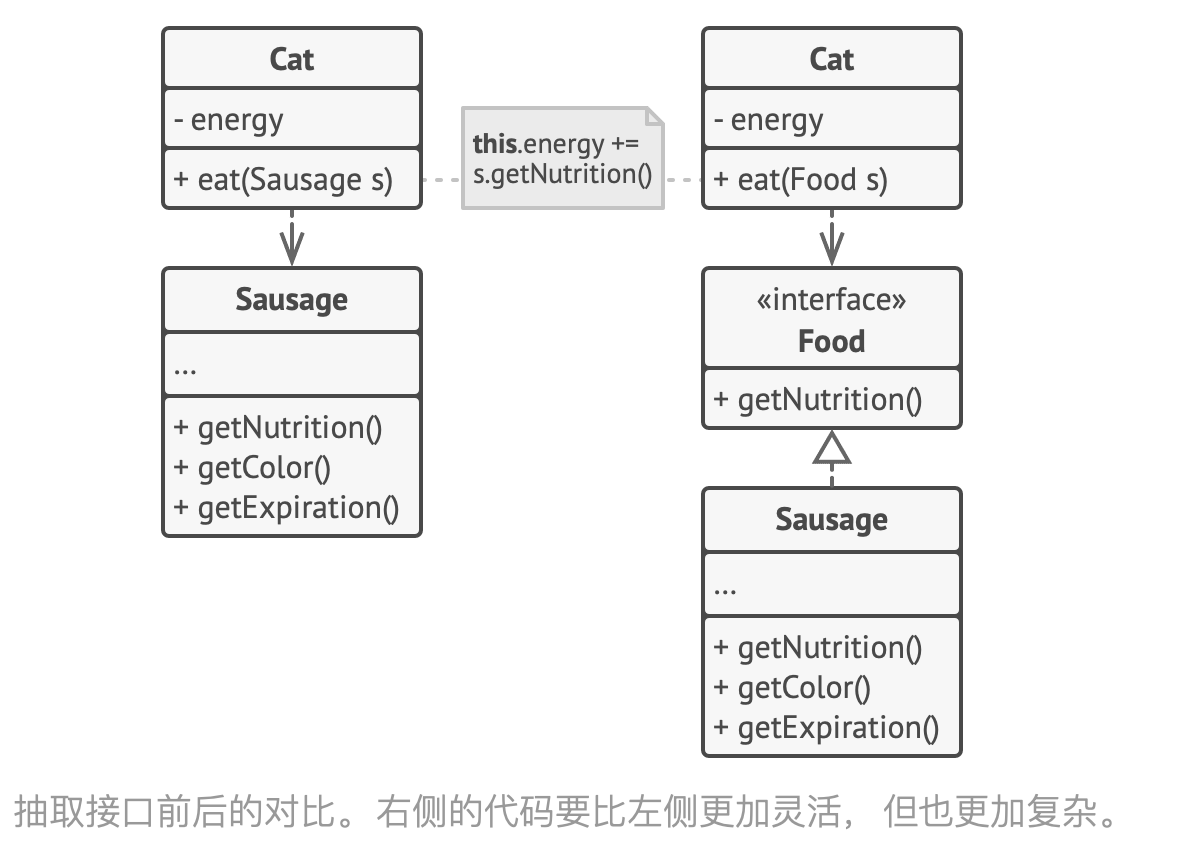 Cat
- energy
+ eat(Sausage s)
Sausage
...
+ getNutrition()
+ getColor()
+ getExpiration()
this.energy +=
s.getNutrition()
Cat
- energy
+ eat(Food s)
«interface»
Food
+ getNutrition()
Sausage
...
+ getNutrition()
+ getColor()
+ getExpiration()
抽取接口前后的对比。右侧的代码要比左侧更加灵活， 但也更加复杂。